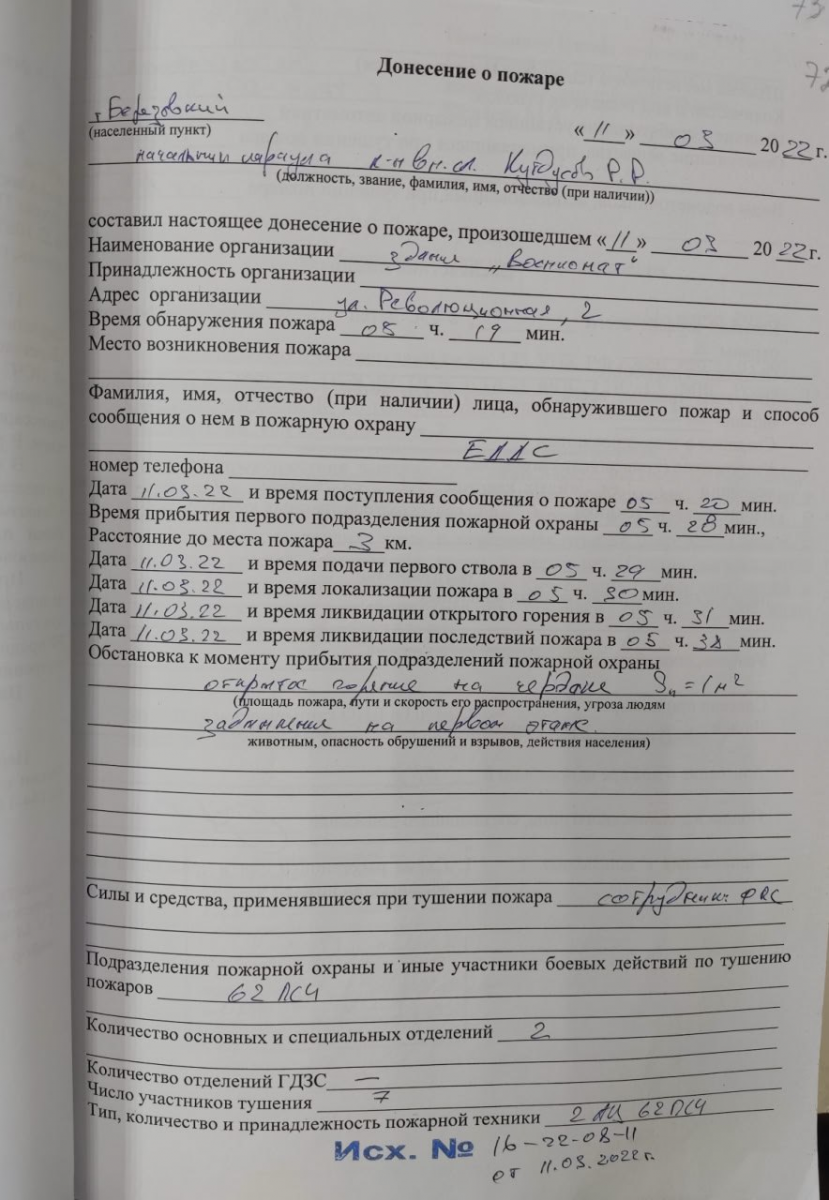 73
72
Донесение о пожаре
г Березовский
(населенный пункт)
« 11 » 03 2022 г.
начальник караула к-н вн.сл. Кутдусов Р.Р.
(должность, звание, фамилия, имя, отчество (при наличии))
составил настоящее донесение о пожаре, произошедшем « 11 » 03 20 22 г.
Наименование организации здание „Военкомат“
Принадлежность организации
Адрес организации ул. Революционная, 2
Время обнаружения пожара 05 ч. 19 мин.
Место возникновения пожара
Фамилия, имя, отчество (при наличии) лица, обнаружившего пожар и способ
сообщения о нем в пожарную охрану
ЕДДС
номер телефона
Дата 11.03.22 и время поступления сообщения о пожаре 05 ч. 20 мин.
Время прибытия первого подразделения пожарной охраны 05 ч. 28 мин.,
Расстояние до места пожара 3 км.
Дата 11.03.22 и время подачи первого ствола в 05 ч. 29 мин.
Дата 11.03.22 и время локализации пожара в 05 ч. 30 мин.
Дата 11.03.22 и время ликвидации открытого горения в 05 ч. 31 мин.
Дата 11.03.22 и время ликвидации последствий пожара в 05 ч. 38 мин.
Обстановка к моменту прибытия подразделений пожарной охраны
открытое горение на чердаке Sп = 1 м²
(площадь пожара, пути и скорость его распространения, угроза людям
задымление на первом этаже.
животным, опасность обрушений и взрывов, действия населения)
Силы и средства, применявшиеся при тушении пожара сотрудники ФПС
Подразделения пожарной охраны и иные участники боевых действий по тушению
пожаров 62 ПСЧ
Количество основных и специальных отделений 2
Количество отделений ГДЗС —
Число участников тушения 7
Тип, количество и принадлежность пожарной техники 2 АЦ 62 ПСЧ
Исх. № 16-22-08-11
от 11.03.2022 г.